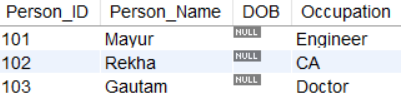 Person_ID Person_Name DOB Occupation
101 Mayur NULL Engineer
102 Rekha NULL CA
103 Gautam NULL Doctor